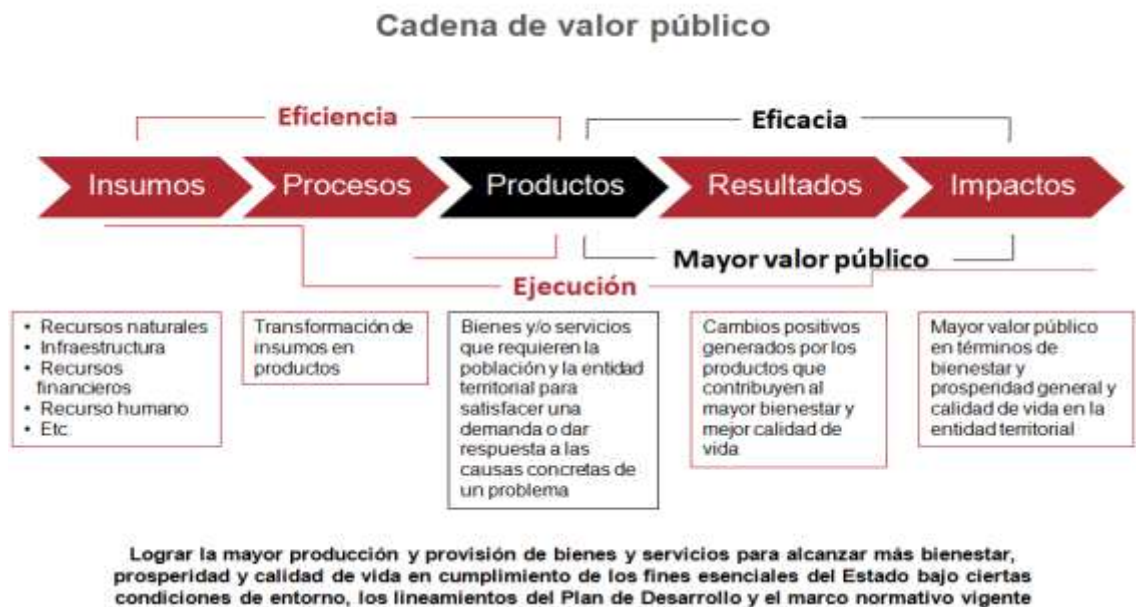 Cadena de valor público
Eficiencia
Eficacia
Insumos
Procesos
Productos
Resultados
Impactos
Mayor valor público
Ejecución
• Recursos naturales
• Infraestructura
• Recursos
financieros
• Recurso humano
• Etc
Transformación de
insumos en
productos
Bienes y/o servicios
que requieren la
población y la entidad
territorial para
satisfacer una
demanda o dar
respuesta a las
causas concretas de
un problema
Cambios positivos
generados por los
productos que
contribuyen al
mayor bienestar y
mejor calidad de
vida
Mayor valor público
en términos de
bienestar y
prosperidad general y
calidad de vida en la
entidad territorial
Lograr la mayor producción y provisión de bienes y servicios para alcanzar más bienestar,
prosperidad y calidad de vida en cumplimiento de los fines esenciales del Estado bajo ciertas
condiciones de entorno, los lineamientos del Plan de Desarrollo y el marco normativo vigente